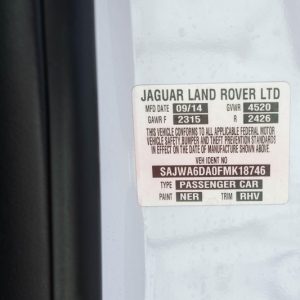 JAGUAR LAND ROVER LTD
MFD DATE 09/14 GVWR 4520
GAWR F 2315 R 2426
THIS VEHICLE CONFORMS TO ALL APPLICABLE FEDERAL MOTOR
VEHICLE SAFETY, BUMPER AND THEFT PREVENTION STANDARDS
IN EFFECT ON THE DATE OF MANUFACTURE SHOWN ABOVE
VEH IDENT NO
SAJWA6DA0FMK18746
TYPE PASSENGER CAR
PAINT NER TRIM RHV